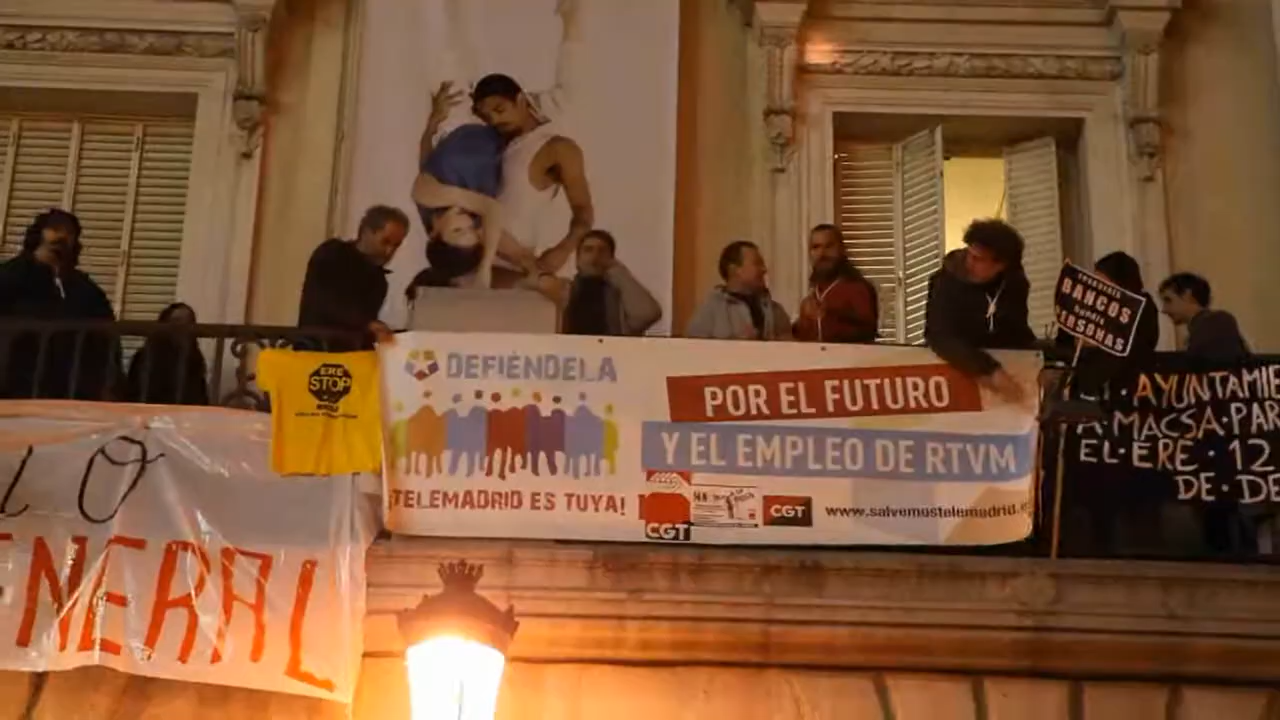 DEFIÉNDELA
¡TELEMADRID ES TUYA!
POR EL FUTURO
Y EL EMPLEO DE RTVM
CGT
CGT
www.salvemostelemadrid.e
ERE
STOP
BANCOS
PERSONAS
LO
ENERAL
AYUNTAMIE
MACSA·PAR
EL·ERE·12
DE·DE